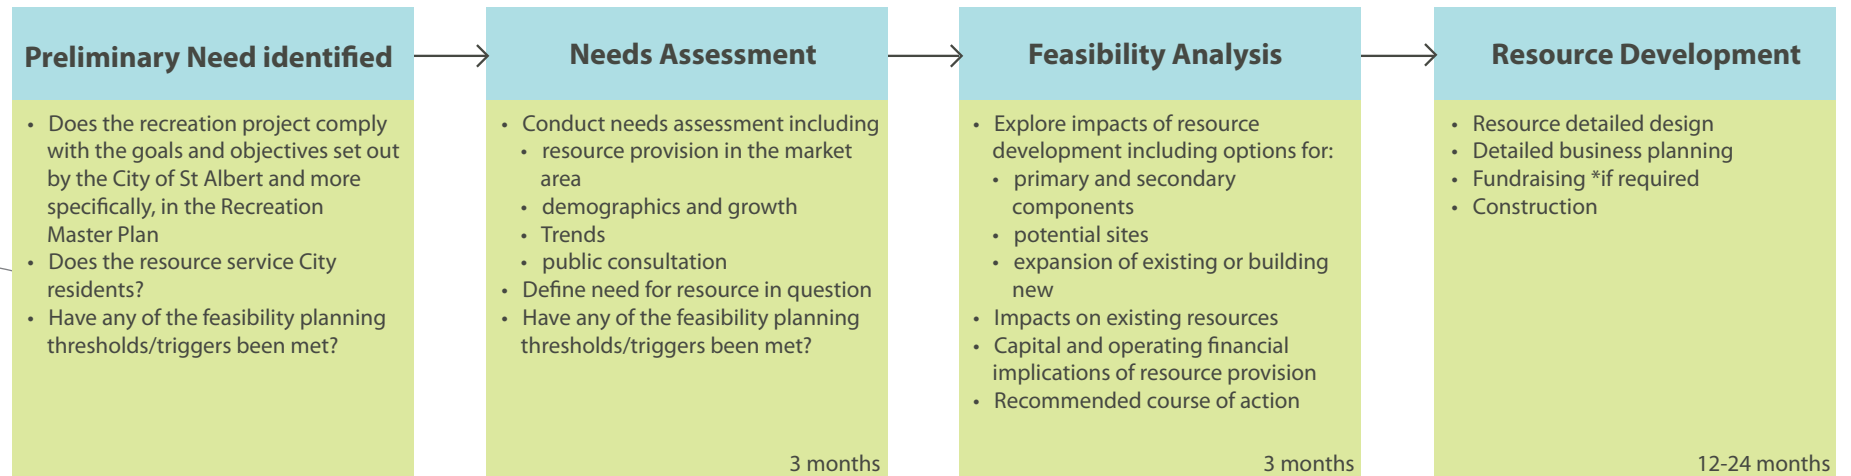 Preliminary Need identified
• Does the recreation project comply
with the goals and objectives set out
by the City of St Albert and more
specifically, in the Recreation
Master Plan
• Does the resource service City
residents?
• Have any of the feasibility planning
thresholds/triggers been met?
Needs Assessment
• Conduct needs assessment including
• resource provision in the market
area
• demographics and growth
• Trends
• public consultation
• Define need for resource in question
• Have any of the feasibility planning
thresholds/triggers been met?
3 months
Feasibility Analysis
• Explore impacts of resource
development including options for:
• primary and secondary
components
• potential sites
• expansion of existing or building
new
• Impacts on existing resources
• Capital and operating financial
implications of resource provision
• Recommended course of action
3 months
Resource Development
• Resource detailed design
• Detailed business planning
• Fundraising *if required
• Construction
12-24 months